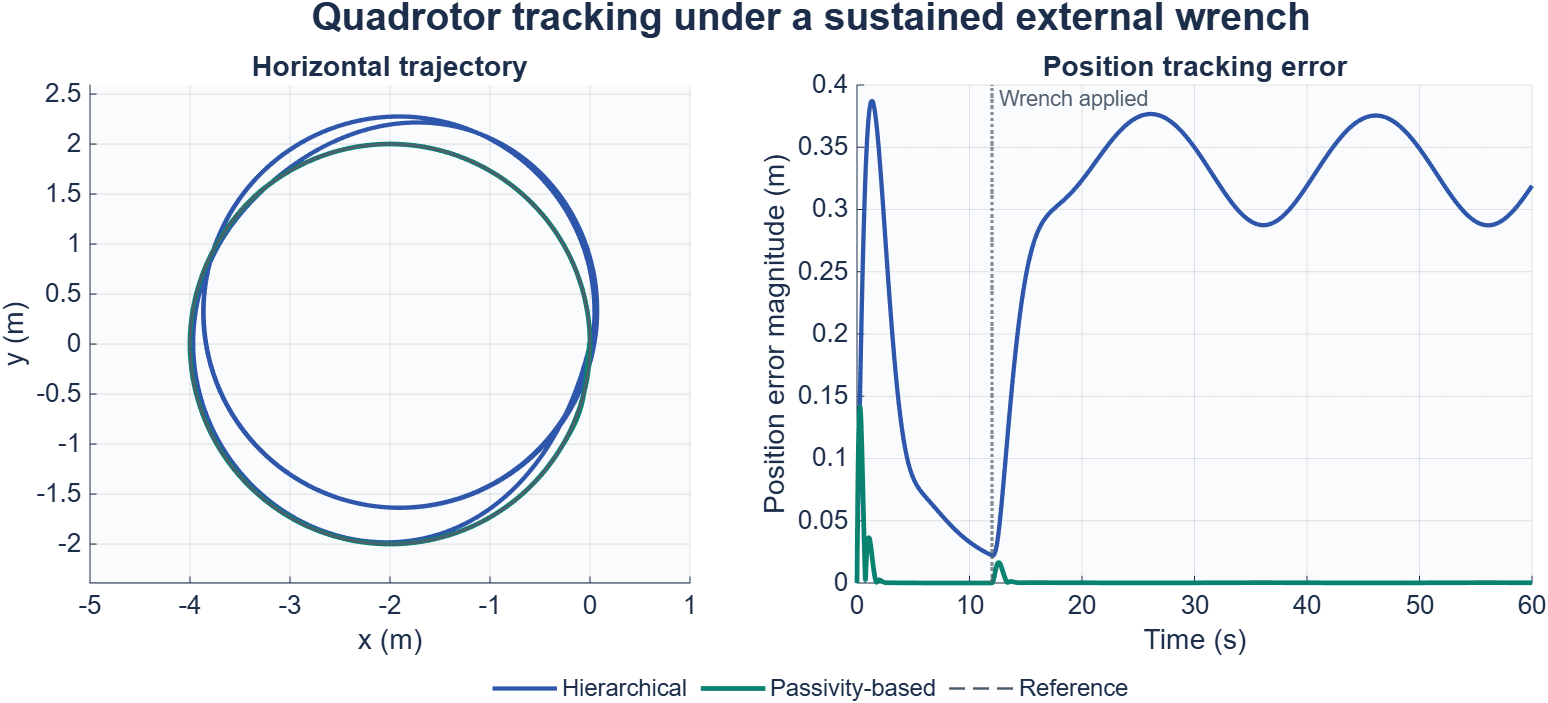 Quadrotor tracking under a sustained external wrench
Horizontal trajectory
2.5
2
1.5
1
0.5
0
-0.5
-1
-1.5
-2
y (m)
-5 -4 -3 -2 -1 0 1
x (m)
Position tracking error
Wrench applied
0.4
0.35
0.3
0.25
0.2
0.15
0.1
0.05
0
Position error magnitude (m)
0 10 20 30 40 50 60
Time (s)
Hierarchical Passivity-based Reference